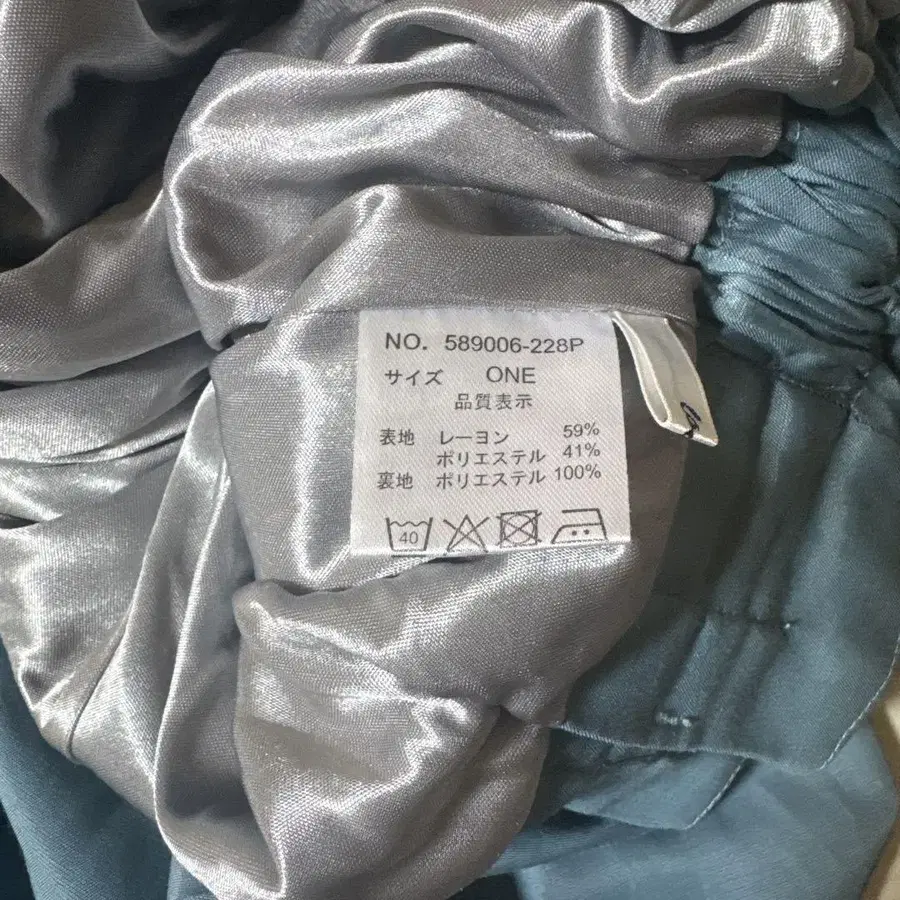 NO. 589006-228P
サイズ ONE
品質表示
表地 レーヨン 59%
ポリエステル 41%
裏地 ポリエステル 100%
40